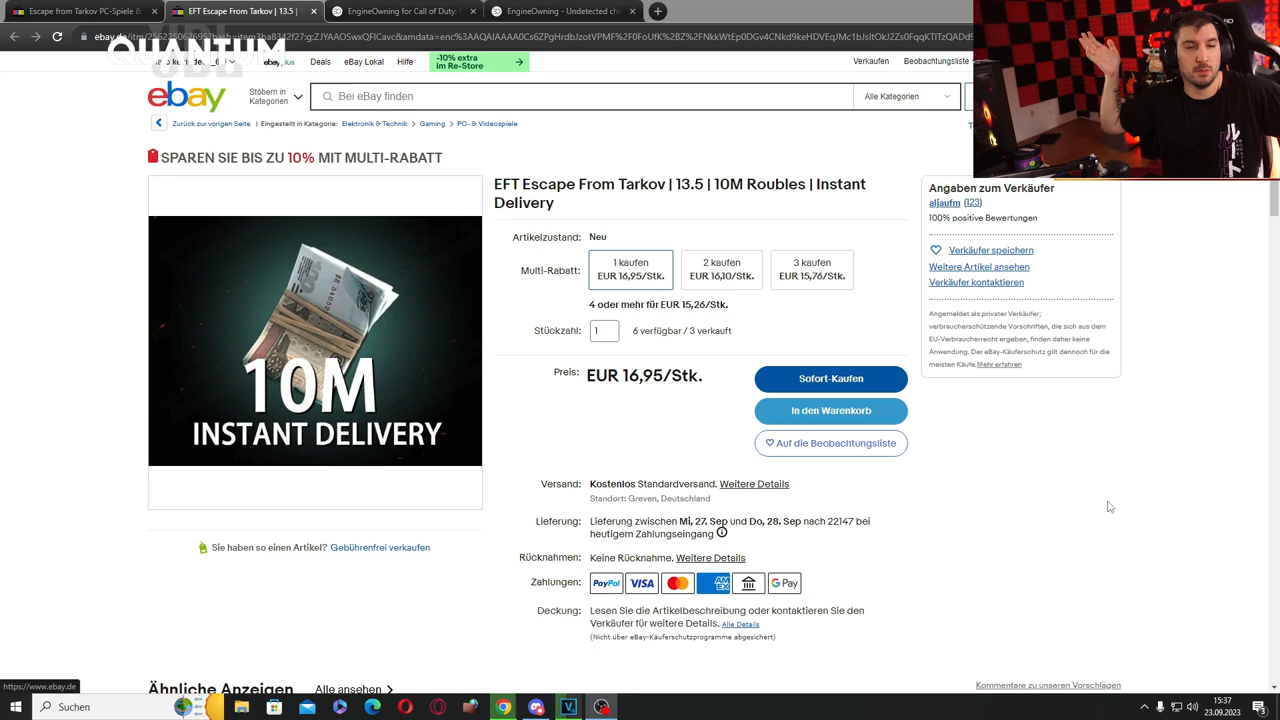 Escape from Tarkov PC-Spiele &
EFT Escape From Tarkov | 13.5 |
EngineOwning for Call of Duty:
EngineOwning – Undetected che
QUANTUM
Deals
eBay Lokal
Hilfe
-10% extra
im Re-Store
Verkaufen
Beobachtungsliste
ebay
Stöbern in
Kategorien
Bei eBay finden
Alle Kategorien
Zurück zur vorigen Seite | Eingestellt in Kategorie: Elektronik & Technik > Gaming > PC- & Videospiele
SPAREN SIE BIS ZU 10% MIT MULTI-RABATT
10M
INSTANT DELIVERY
Sie haben so einen Artikel? Gebührenfrei verkaufen
EFT Escape From Tarkov | 13.5 | 10M Roubles | Instant
Delivery
Artikelzustand: Neu
Multi-Rabatt:
1 kaufen
EUR 16,95/Stk.
2 kaufen
EUR 16,10/Stk.
3 kaufen
EUR 15,76/Stk.
4 oder mehr für EUR 15,26/Stk.
Stückzahl: 1 6 verfügbar / 3 verkauft
Preis: EUR 16,95/Stk.
Sofort-Kaufen
In den Warenkorb
Auf die Beobachtungsliste
Versand: Kostenlos Standardversand. Weitere Details
Standort: Greven, Deutschland
Lieferung: Lieferung zwischen Mi, 27. Sep und Do, 28. Sep nach 22147 bei
heutigem Zahlungseingang
Rücknahmen: Keine Rücknahme. Weitere Details
Zahlungen: PayPal VISA AMEX G Pay
Deckung: Lesen Sie die Artikelbeschreibung oder kontaktieren Sie den
Verkäufer für weitere Details. Alle Details
(Nicht über eBay-Käuferschutzprogramme abgesichert)
Angaben zum Verkäufer
aljaufm (123)
100% positive Bewertungen
Verkäufer speichern
Weitere Artikel ansehen
Verkäufer kontaktieren
Angemeldet als privater Verkäufer;
verbraucherschützende Vorschriften, die sich aus dem
EU-Verbraucherrecht ergeben, finden daher keine
Anwendung. Der eBay-Käuferschutz gilt dennoch für die
meisten Käufe. Mehr erfahren
https://www.ebay.de
Ähnliche Anzeigen Alle ansehen >
Kommentare zu unseren Vorschlägen
Suchen
15:37
23.09.2023